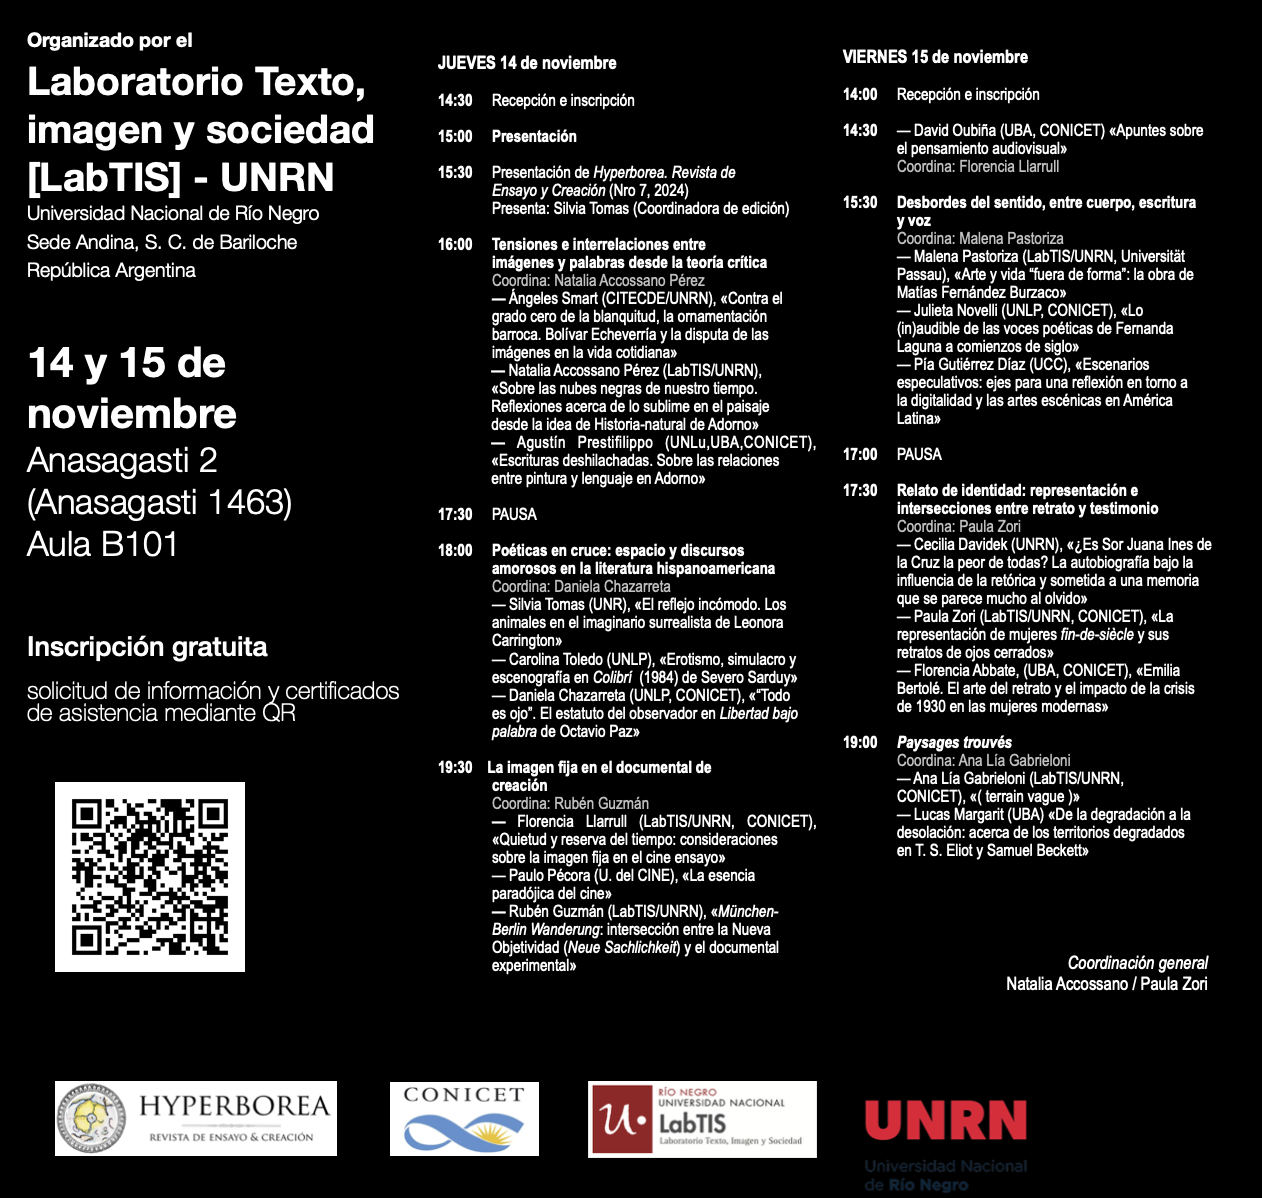 Organizado por el
Laboratorio Texto,
imagen y sociedad
[LabTIS] - UNRN
Universidad Nacional de Río Negro
Sede Andina, S. C. de Bariloche
República Argentina
14 y 15 de
noviembre
Anasagasti 2
(Anasagasti 1463)
Aula B101
Inscripción gratuita
solicitud de información y certificados
de asistencia mediante QR
JUEVES 14 de noviembre
14:30 Recepción e inscripción
15:00 Presentación
15:30 Presentación de Hyperborea. Revista de
Ensayo y Creación (Nro 7, 2024)
Presenta: Silvia Tomas (Coordinadora de edición)
16:00 Tensiones e interrelaciones entre
imágenes y palabras desde la teoría crítica
Coordina: Natalia Accossano Pérez
— Ángeles Smart (CITECDE/UNRN), «Contra el
grado cero de la blanquitud, la ornamentación
barroca. Bolívar Echeverría y la disputa de las
imágenes en la vida cotidiana»
— Natalia Accossano Pérez (LabTIS/UNRN),
«Sobre las nubes negras de nuestro tiempo.
Reflexiones acerca de lo sublime en el paisaje
desde la idea de Historia-natural de Adorno»
— Agustín Prestifilippo (UNLu,UBA,CONICET),
«Escrituras deshilachadas. Sobre las relaciones
entre pintura y lenguaje en Adorno»
17:30 PAUSA
18:00 Poéticas en cruce: espacio y discursos
amorosos en la literatura hispanoamericana
Coordina: Daniela Chazarreta
— Silvia Tomas (UNR), «El reflejo incómodo. Los
animales en el imaginario surrealista de Leonora
Carrington»
— Carolina Toledo (UNLP), «Erotismo, simulacro y
escenografía en Colibrí (1984) de Severo Sarduy»
— Daniela Chazarreta (UNLP, CONICET), «“Todo
es ojo”. El estatuto del observador en Libertad bajo
palabra de Octavio Paz»
19:30 La imagen fija en el documental de
creación
Coordina: Rubén Guzmán
— Florencia Llarrull (LabTIS/UNRN, CONICET),
«Quietud y reserva del tiempo: consideraciones
sobre la imagen fija en el cine ensayo»
— Paulo Pécora (U. del CINE), «La esencia
paradójica del cine»
— Rubén Guzmán (LabTIS/UNRN), «München-
Berlin Wanderung: intersección entre la Nueva
Objetividad (Neue Sachlichkeit) y el documental
experimental»
VIERNES 15 de noviembre
14:00 Recepción e inscripción
14:30 — David Oubiña (UBA, CONICET) «Apuntes sobre
el pensamiento audiovisual»
Coordina: Florencia Llarrull
15:30 Desbordes del sentido, entre cuerpo, escritura
y voz
Coordina: Malena Pastoriza
— Malena Pastoriza (LabTIS/UNRN, Universität
Passau), «Arte y vida “fuera de forma”: la obra de
Matías Fernández Burzaco»
— Julieta Novelli (UNLP, CONICET), «Lo
(in)audible de las voces poéticas de Fernanda
Laguna a comienzos de siglo»
— Pía Gutiérrez Díaz (UCC), «Escenarios
especulativos: ejes para una reflexión en torno a
la digitalidad y las artes escénicas en América
Latina»
17:00 PAUSA
17:30 Relato de identidad: representación e
intersecciones entre retrato y testimonio
Coordina: Paula Zori
— Cecilia Davidek (UNRN), «¿Es Sor Juana Ines de
la Cruz la peor de todas? La autobiografía bajo la
influencia de la retórica y sometida a una memoria
que se parece mucho al olvido»
— Paula Zori (LabTIS/UNRN, CONICET), «La
representación de mujeres fin-de-siècle y sus
retratos de ojos cerrados»
— Florencia Abbate, (UBA, CONICET), «Emilia
Bertolé. El arte del retrato y el impacto de la crisis
de 1930 en las mujeres modernas»
19:00 Paysages trouvés
Coordina: Ana Lía Gabrieloni
— Ana Lía Gabrieloni (LabTIS/UNRN,
CONICET), «( terrain vague )»
— Lucas Margarit (UBA) «De la degradación a la
desolación: acerca de los territorios degradados
en T. S. Eliot y Samuel Beckett»
Coordinación general
Natalia Accossano / Paula Zori
HYPERBOREA
REVISTA DE ENSAYO & CREACIÓN
CONICET
RÍO NEGRO
UNIVERSIDAD NACIONAL
LabTIS
Laboratorio Texto, Imagen y Sociedad
UNRN
Universidad Nacional
de Río Negro